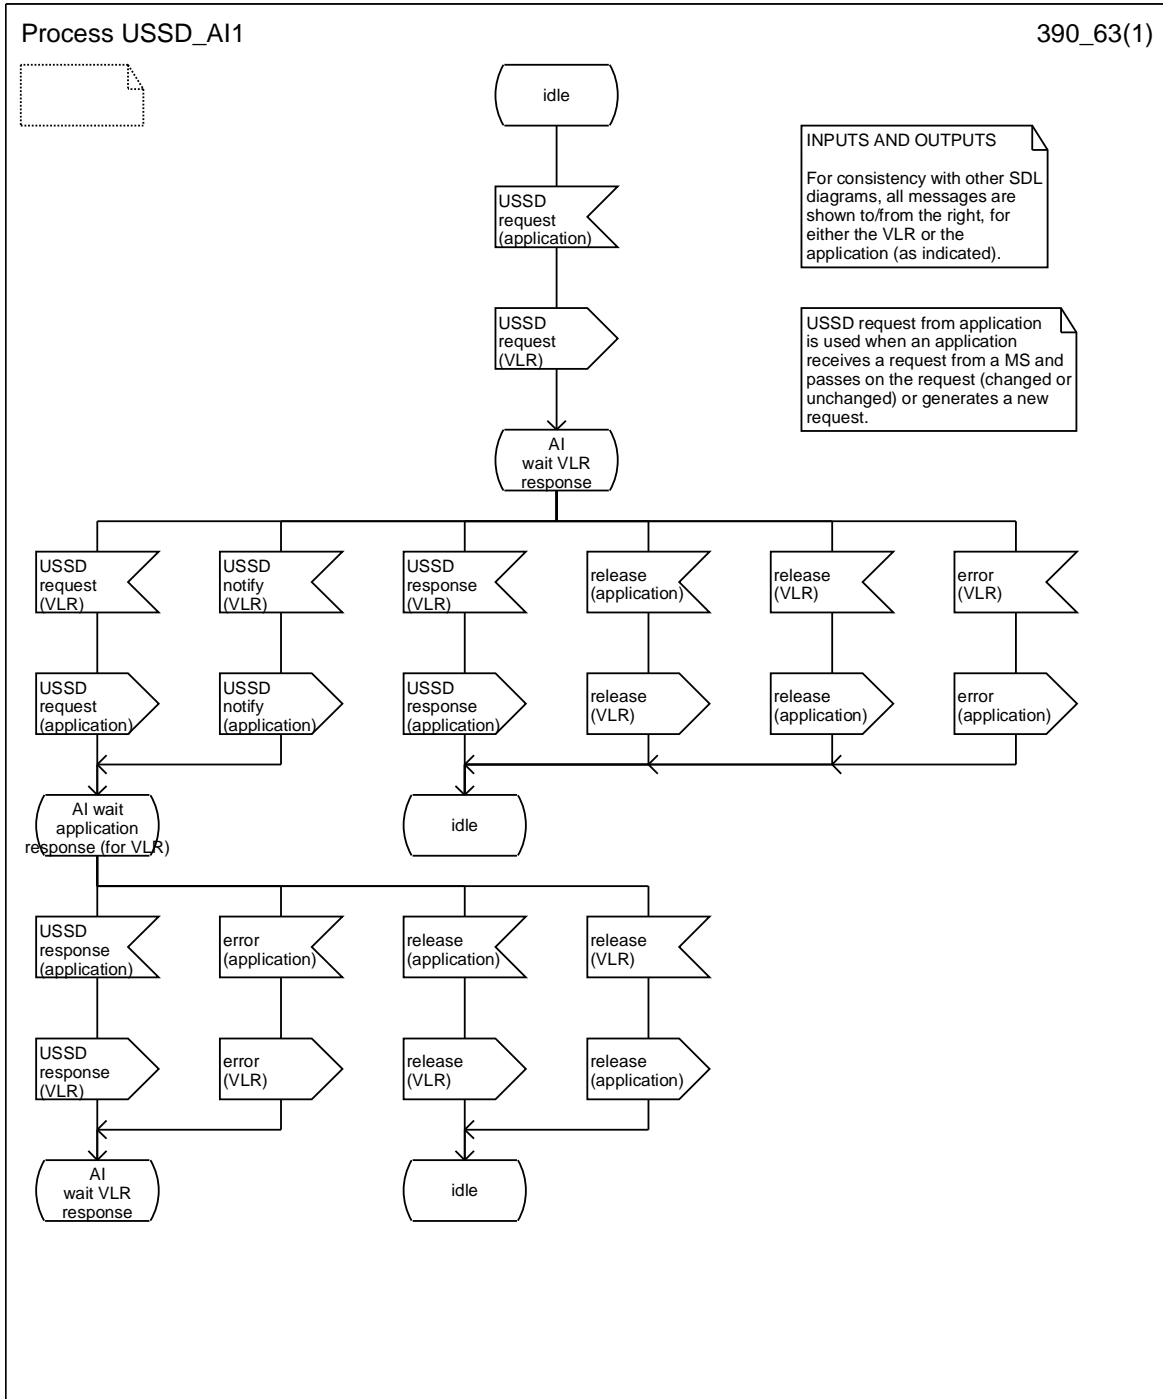 Process USSD_AI1
390_63(1)
idle
INPUTS AND OUTPUTS
For consistency with other SDL
diagrams, all messages are
shown to/from the right, for
either the VLR or the
application (as indicated).
USSD
request
(application)
USSD
request
(VLR)
USSD request from application
is used when an application
receives a request from a MS and
passes on the request (changed or
unchanged) or generates a new
request.
AI
wait VLR
response
USSD
request
(VLR)
USSD
notify
(VLR)
USSD
response
(VLR)
release
(application)
release
(VLR)
error
(VLR)
USSD
request
(application)
USSD
notify
(application)
USSD
response
(application)
release
(VLR)
release
(application)
error
(application)
AI wait
application
response (for VLR)
idle
USSD
response
(application)
error
(application)
release
(application)
release
(VLR)
USSD
response
(VLR)
error
(VLR)
release
(VLR)
release
(application)
AI
wait VLR
response
idle